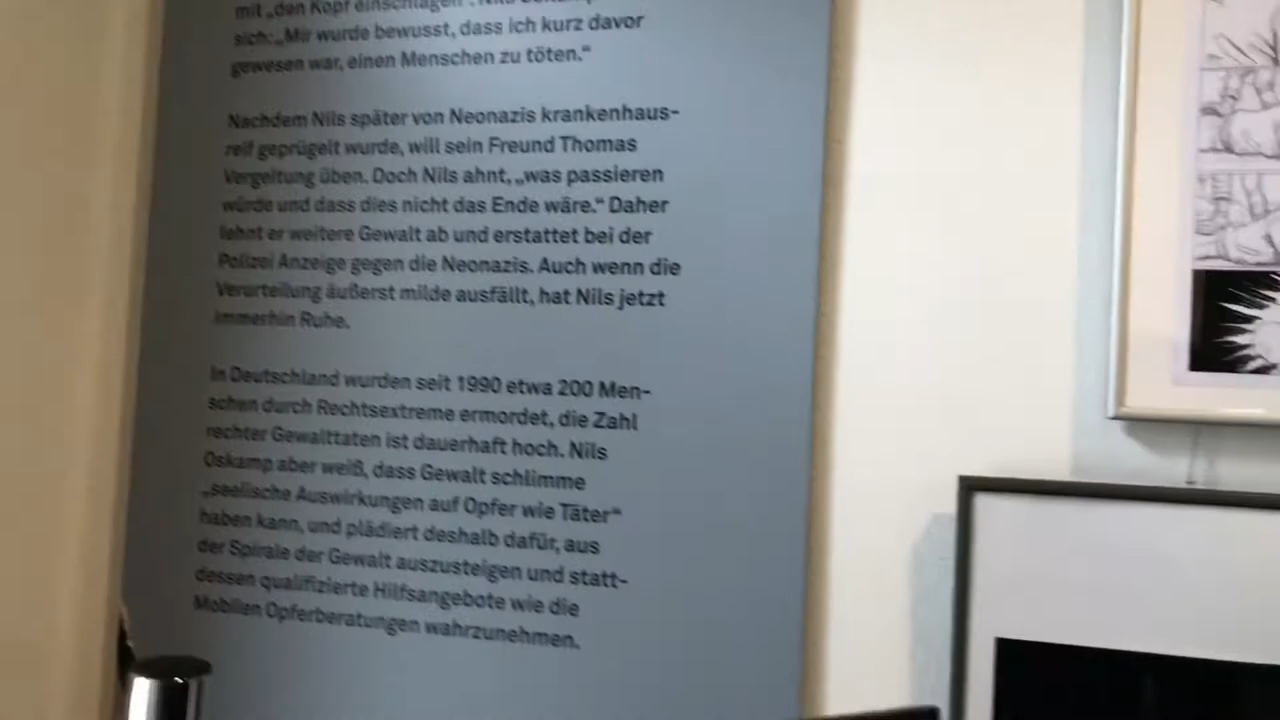 mit „den Kopf einschlagen“. Nils
sich: „Mir wurde bewusst, dass ich kurz davor
gewesen war, einen Menschen zu töten.“
Nachdem Nils später von Neonazis krankenhaus-
reif geprügelt wurde, will sein Freund Thomas
Vergeltung üben. Doch Nils ahnt, „was passieren
würde und dass dies nicht das Ende wäre.“ Daher
lehnt er weitere Gewalt ab und erstattet bei der
Polizei Anzeige gegen die Neonazis. Auch wenn die
Verurteilung äußerst milde ausfällt, hat Nils jetzt
immerhin Ruhe.
In Deutschland wurden seit 1990 etwa 200 Men-
schen durch Rechtsextreme ermordet, die Zahl
rechter Gewalttaten ist dauerhaft hoch. Nils
Oskamp aber weiß, dass Gewalt schlimme
„seelische Auswirkungen auf Opfer wie Täter“
haben kann, und plädiert deshalb dafür, aus
der Spirale der Gewalt auszusteigen und statt-
dessen qualifizierte Hilfsangebote wie die
Mobilen Opferberatungen wahrzunehmen.